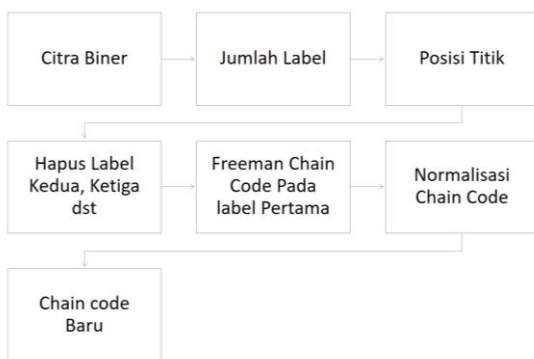 Citra Biner
Jumlah Label
Posisi Titik
Hapus Label
Kedua, Ketiga
dst
Freeman Chain
Code Pada
label Pertama
Normalisasi
Chain Code
Chain code
Baru